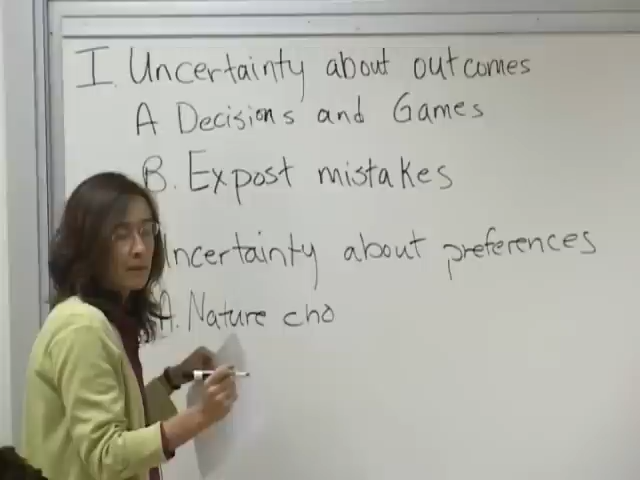 I. Uncertainty about outcomes
A Decisions and Games
B. Expost mistakes
Uncertainty about preferences
A. Nature cho